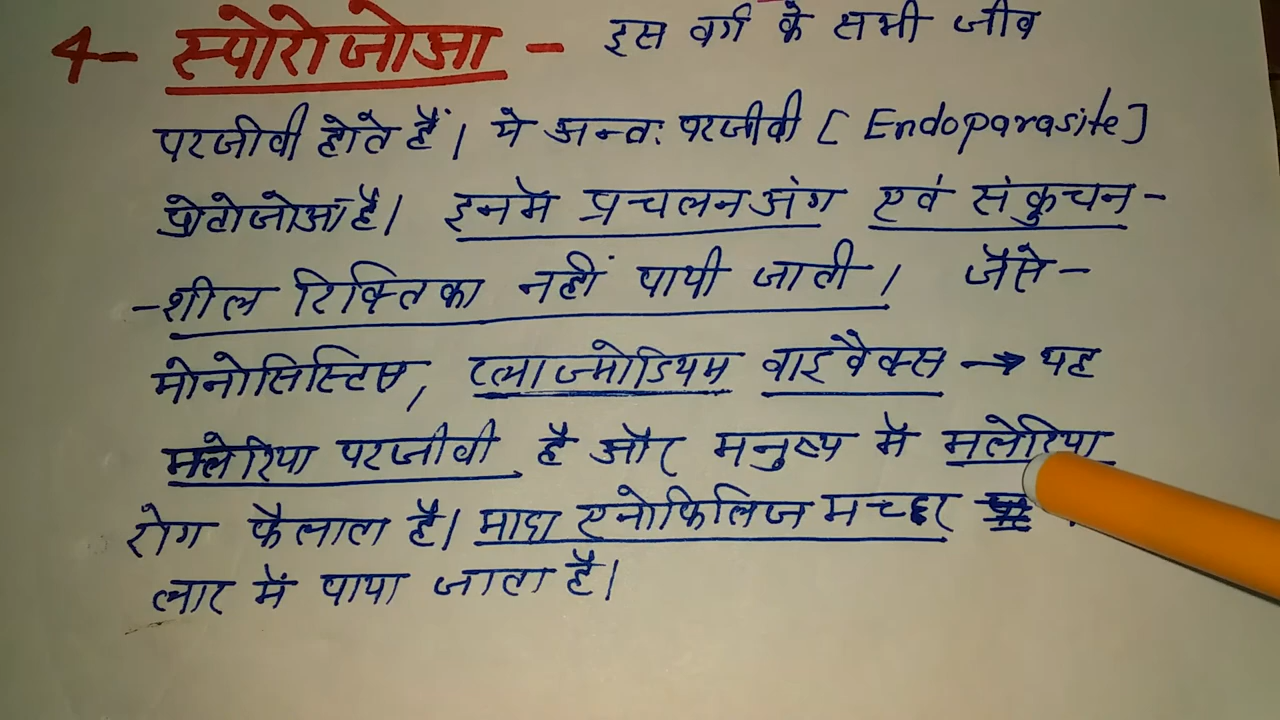 4- स्पोरोजोआ - इस वर्ग के सभी जीव
परजीवी होते हैं। ये अन्तः परजीवी [Endoparasite]
प्रोटोजोआ है। इनमें प्रचलन अंग एवं संकुचन-
-शील रिक्तिका नहीं पायी जाती। जैसे-
मोनोसिस्टिस, प्लाज्मोडियम वाइवैक्स → यह
मलेरिया परजीवी है और मनुष्य में मलेरिया
रोग फैलाता है। मादा एनोफिलिज मच्छर
लार में पाया जाता है।